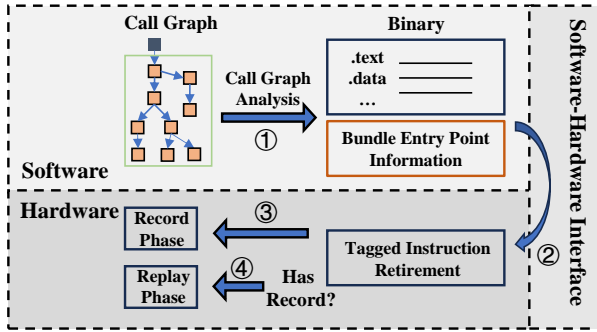 Call Graph
Binary
.text
.data
...
Call Graph
Analysis
①
Bundle Entry Point
Information
Software
Software-Hardware Interface
②
Hardware
Record
Phase
③
Tagged Instruction
Retirement
Replay
Phase
④
Has
Record?